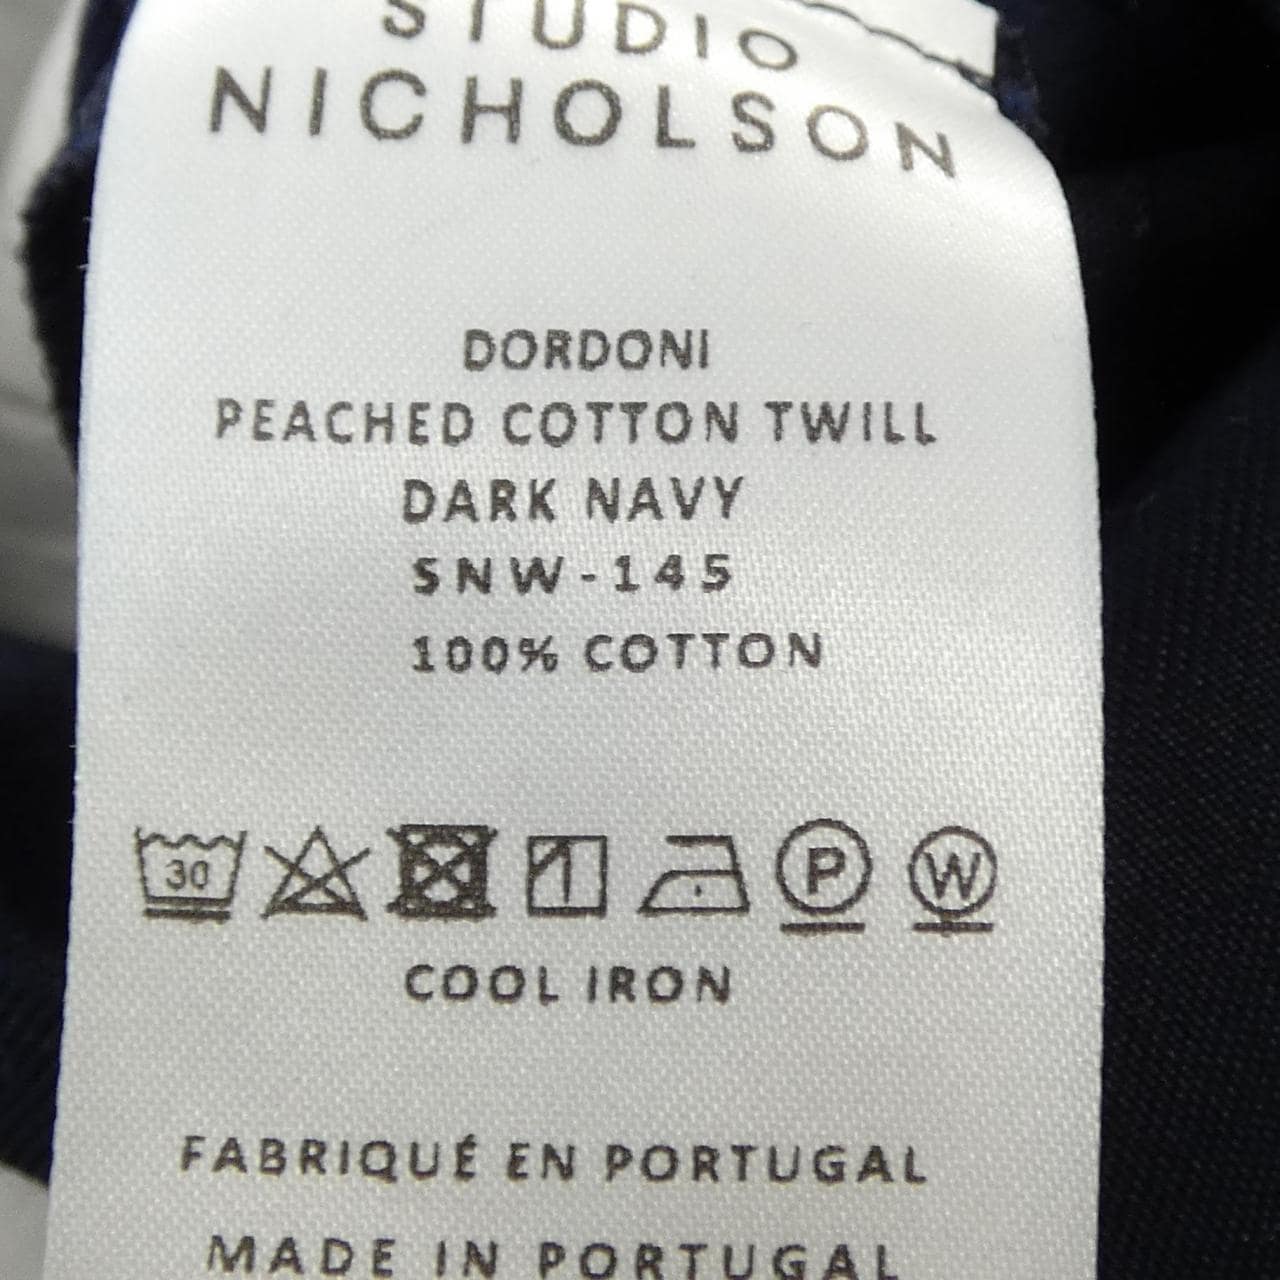 STUDIO
NICHOLSON
DORDONI
PEACHED COTTON TWILL
DARK NAVY
SNW-145
100% COTTON
30 P W
COOL IRON
FABRIQUÉ EN PORTUGAL
MADE IN PORTUGAL